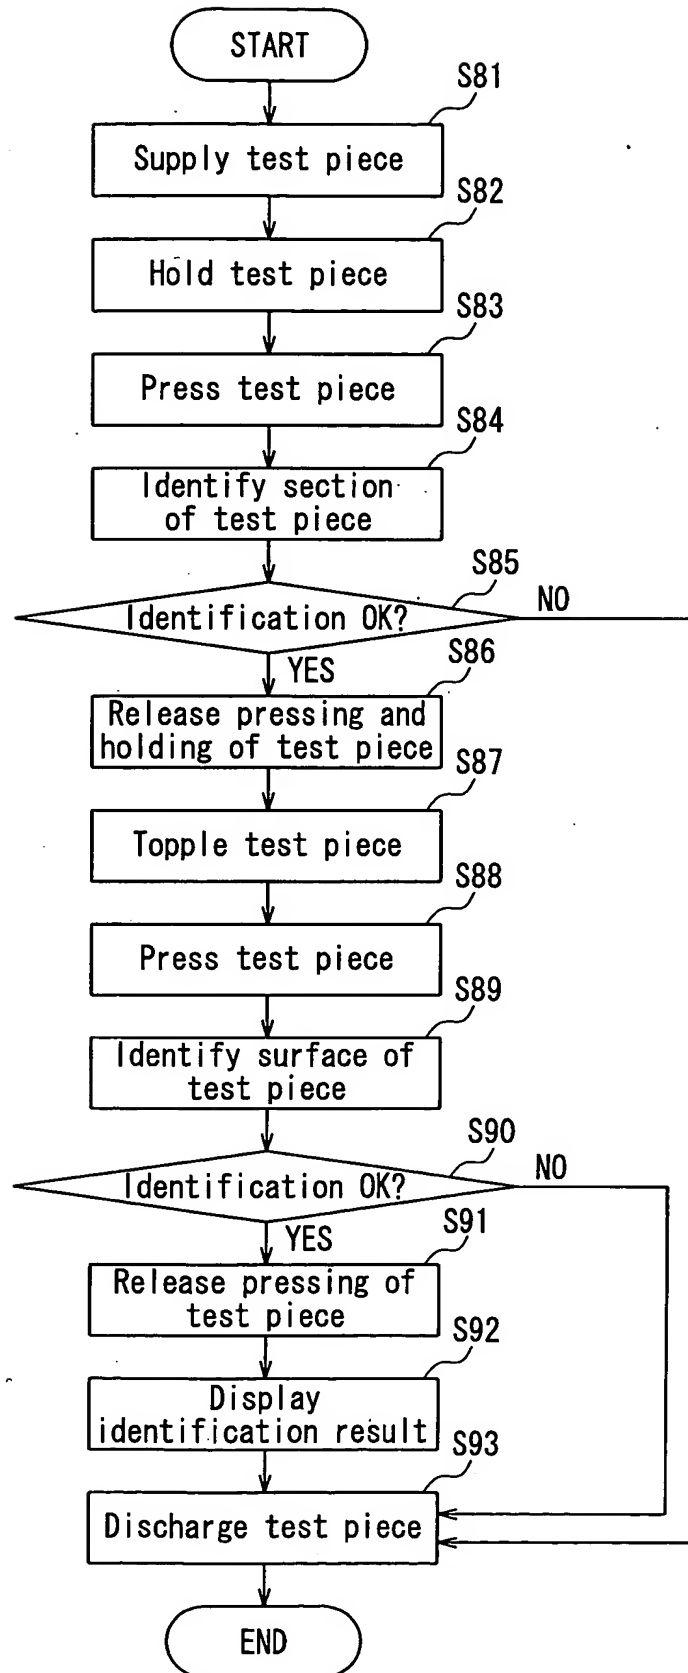 START
S81
Supply test piece
S82
Hold test piece
S83
Press test piece
S84
Identify section
of test piece
S85
Identification OK?
NO
YES
S86
Release pressing and
holding of test piece
S87
Topple test piece
S88
Press test piece
S89
Identify surface of
test piece
S90
Identification OK?
NO
YES
S91
Release pressing of
test piece
S92
Display
identification result
S93
Discharge test piece
END